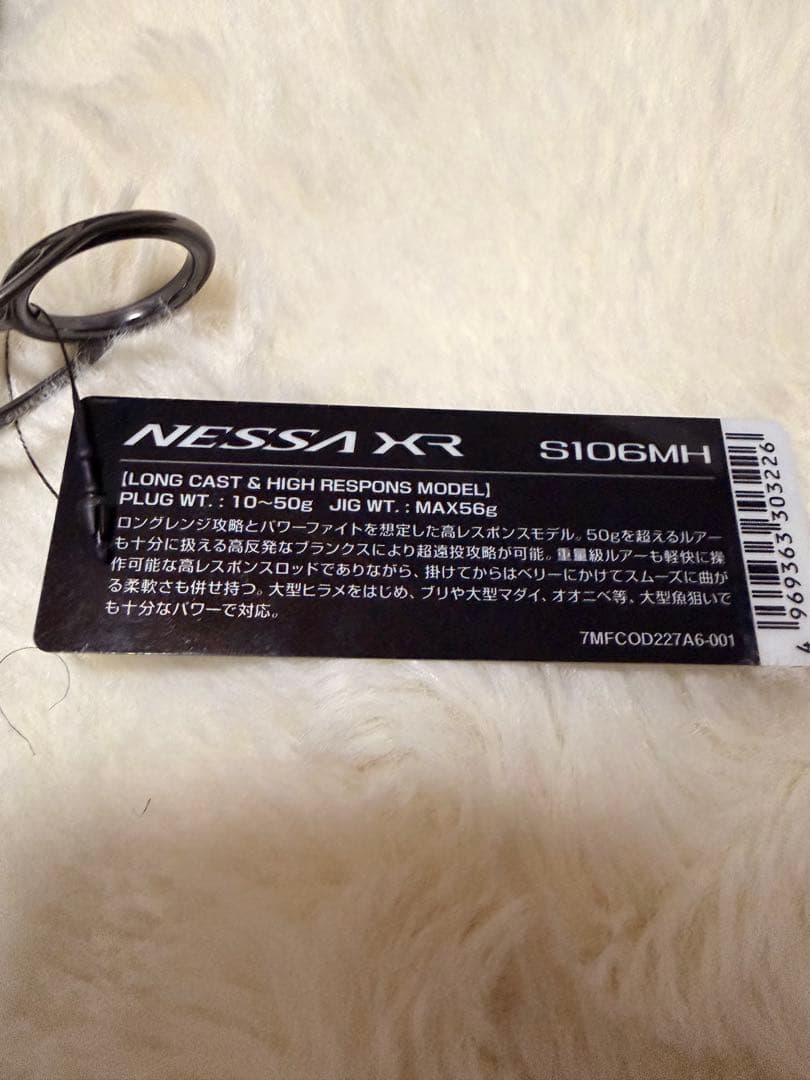 NESSA XR S106MH
[LONG CAST & HIGH RESPONS MODEL]
PLUG WT. : 10~50g JIG WT. : MAX56g
ロングレンジ攻略とパワーファイトを想定した高レスポンスモデル。50gを超えるルアー
も十分に扱える高反発なブランクスにより超遠投攻略が可能。重量級ルアーも軽快に操
作可能な高レスポンスロッドでありながら、掛けてからはベリーにかけてスムーズに曲が
る柔軟さも併せ持つ。大型ヒラメをはじめ、ブリや大型マダイ、オオニベ等、大型魚狙いで
も十分なパワーで対応。
7MFCOD227A6-001
4 969363 303226